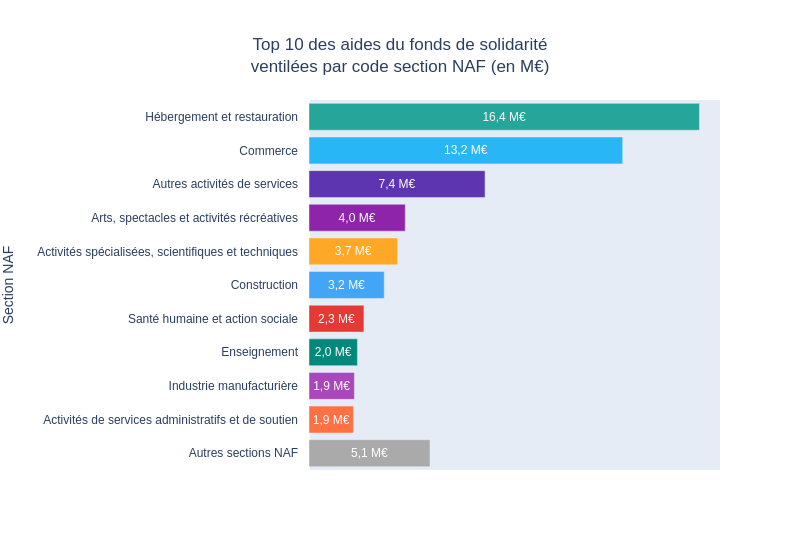 Top 10 des aides du fonds de solidarité
ventilées par code section NAF (en M€)
Section NAF
Hébergement et restauration 16,4 M€
Commerce 13,2 M€
Autres activités de services 7,4 M€
Arts, spectacles et activités récréatives 4,0 M€
Activités spécialisées, scientifiques et techniques 3,7 M€
Construction 3,2 M€
Santé humaine et action sociale 2,3 M€
Enseignement 2,0 M€
Industrie manufacturière 1,9 M€
Activités de services administratifs et de soutien 1,9 M€
Autres sections NAF 5,1 M€